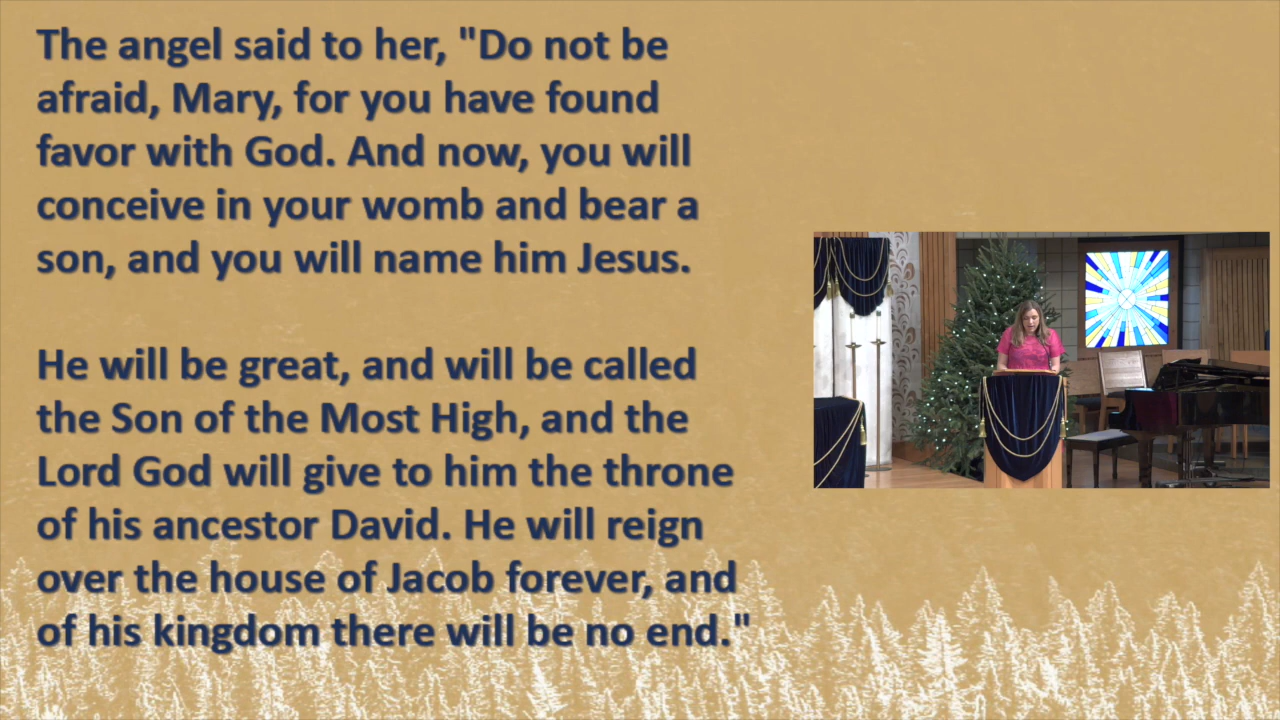 The angel said to her, "Do not be
afraid, Mary, for you have found
favor with God. And now, you will
conceive in your womb and bear a
son, and you will name him Jesus.
He will be great, and will be called
the Son of the Most High, and the
Lord God will give to him the throne
of his ancestor David. He will reign
over the house of Jacob forever, and
of his kingdom there will be no end."